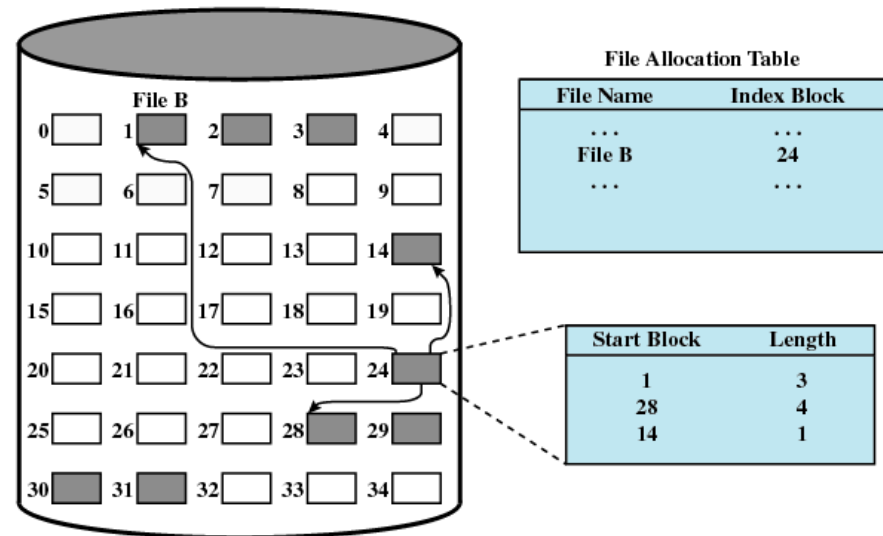 File Allocation Table
File Name Index Block
. . . . . .
File B 24
. . . . . .
File B
0 1 2 3 4
5 6 7 8 9
10 11 12 13 14
15 16 17 18 19
20 21 22 23 24
25 26 27 28 29
30 31 32 33 34
Start Block Length
1 3
28 4
14 1